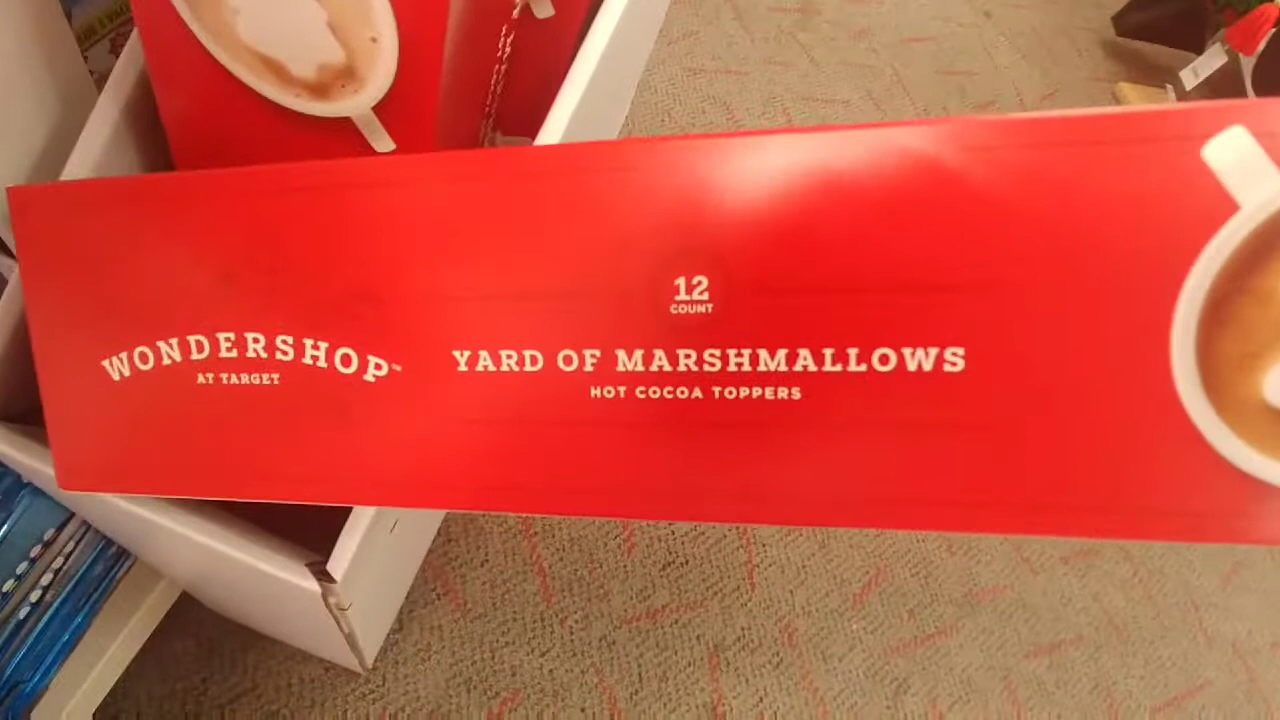 WONDERSHOP™
AT TARGET
12
COUNT
YARD OF MARSHMALLOWS
HOT COCOA TOPPERS